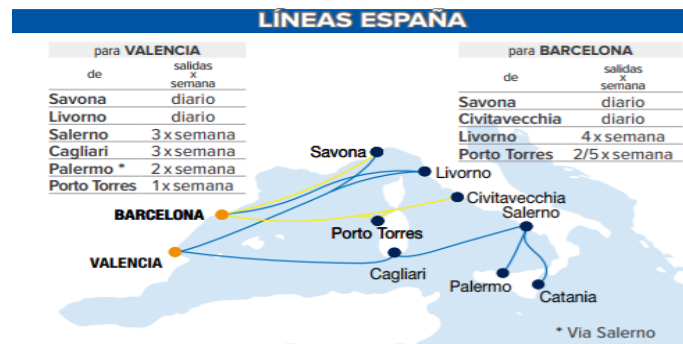 LÍNEAS ESPAÑA
para VALENCIA
de salidas x semana
Savona diario
Livorno diario
Salerno 3 x semana
Cagliari 3 x semana
Palermo * 2 x semana
Porto Torres 1 x semana
para BARCELONA
de salidas x semana
Savona diario
Civitavecchia diario
Livorno 4 x semana
Porto Torres 2/5 x semana
Savona
Livorno
Civitavecchia
Salerno
BARCELONA
Porto Torres
VALENCIA
Cagliari
Palermo
Catania
* Via Salerno